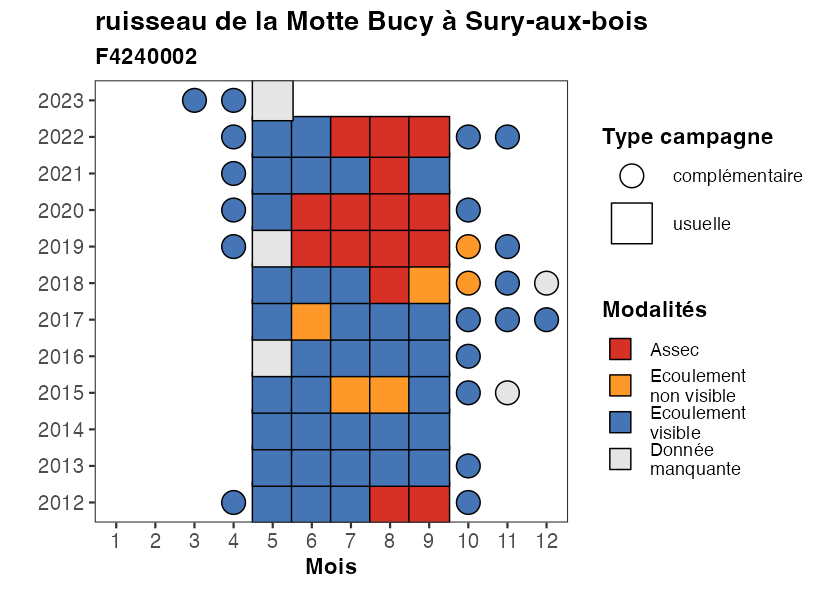 ruisseau de la Motte Bucy à Sury-aux-bois
F4240002
2023
2022
2021
2020
2019
2018
2017
2016
2015
2014
2013
2012
1 2 3 4 5 6 7 8 9 10 11 12
Mois
Type campagne
complémentaire
usuelle
Modalités
Assec
Ecoulement
non visible
Ecoulement
visible
Donnée
manquante